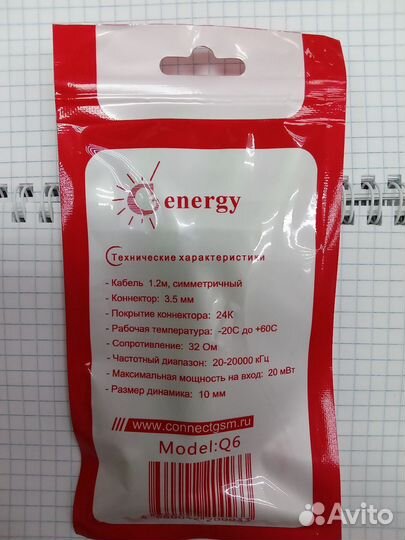 G energy
Технические характеристики
- Кабель 1.2м, симметричный
- Коннектор: 3.5 мм
- Покрытие коннектора: 24К
- Рабочая температура: -20С до +60С
- Сопротивление: 32 Ом
- Частотный диапазон: 20-20000 кГц
- Максимальная мощность на вход: 20 мВт
- Размер динамика: 10 мм
www.connectgsm.ru
Model:Q6
Avito